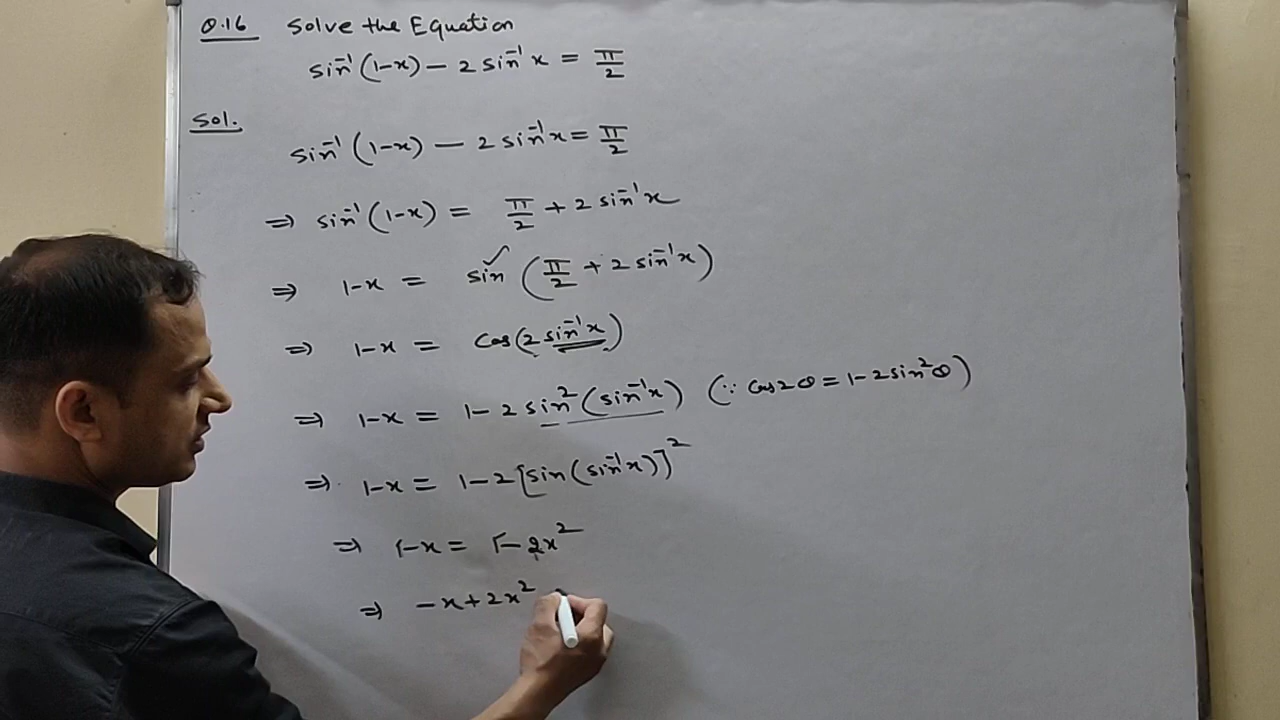 Q.16 Solve the Equation
sin⁻¹(1-x) - 2 sin⁻¹x = π/2
Sol.
sin⁻¹(1-x) - 2 sin⁻¹x = π/2
⇒ sin⁻¹(1-x) = π/2 + 2 sin⁻¹x
⇒ 1-x = sin (π/2 + 2 sin⁻¹x)
⇒ 1-x = Cos(2 sin⁻¹x)
⇒ 1-x = 1 - 2 sin²(sin⁻¹x) (∵ Cos2θ = 1-2sin²θ)
⇒ 1-x = 1-2[sin(sin⁻¹x)]²
⇒ 1-x = 1- 2x²
⇒ -x+2x²